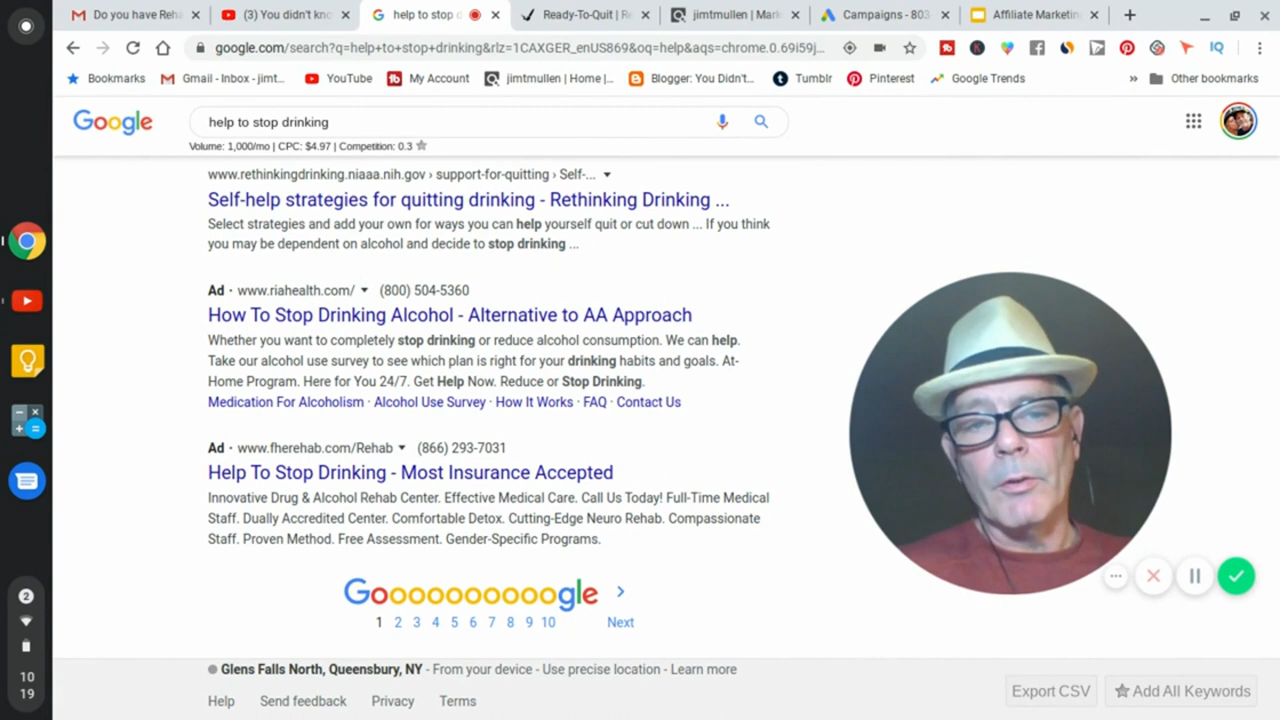 Do you have Reha
(3) You didn't kno
help to stop d
Ready-To-Quit | Re
jimtmullen | Mark
Campaigns - 803-
Affiliate Marketin
google.com/search?q=help+to+stop+drinking&rlz=1CAXGER_enUS869&oq=help&aqs=chrome.0.69i59j...
Bookmarks
Gmail - Inbox - jimt...
YouTube
My Account
jimtmullen | Home |...
Blogger: You Didn't...
Tumblr
Pinterest
Google Trends
Other bookmarks
Google
help to stop drinking
Volume: 1,000/mo | CPC: $4.97 | Competition: 0.3
www.rethinkingdrinking.niaaa.nih.gov › support-for-quitting › Self-...
Self-help strategies for quitting drinking - Rethinking Drinking ...
Select strategies and add your own for ways you can help yourself quit or cut down ... If you think
you may be dependent on alcohol and decide to stop drinking ...
Ad · www.riahealth.com/ (800) 504-5360
How To Stop Drinking Alcohol - Alternative to AA Approach
Whether you want to completely stop drinking or reduce alcohol consumption. We can help.
Take our alcohol use survey to see which plan is right for your drinking habits and goals. At-
Home Program. Here for You 24/7. Get Help Now. Reduce or Stop Drinking.
Medication For Alcoholism · Alcohol Use Survey · How It Works · FAQ · Contact Us
Ad · www.fherehab.com/Rehab (866) 293-7031
Help To Stop Drinking - Most Insurance Accepted
Innovative Drug & Alcohol Rehab Center. Effective Medical Care. Call Us Today! Full-Time Medical
Staff. Dually Accredited Center. Comfortable Detox. Cutting-Edge Neuro Rehab. Compassionate
Staff. Proven Method. Free Assessment. Gender-Specific Programs.
Goooooooooogle
1 2 3 4 5 6 7 8 9 10 Next
Glens Falls North, Queensbury, NY - From your device - Use precise location - Learn more
Help Send feedback Privacy Terms
Export CSV
Add All Keywords
2
10
19